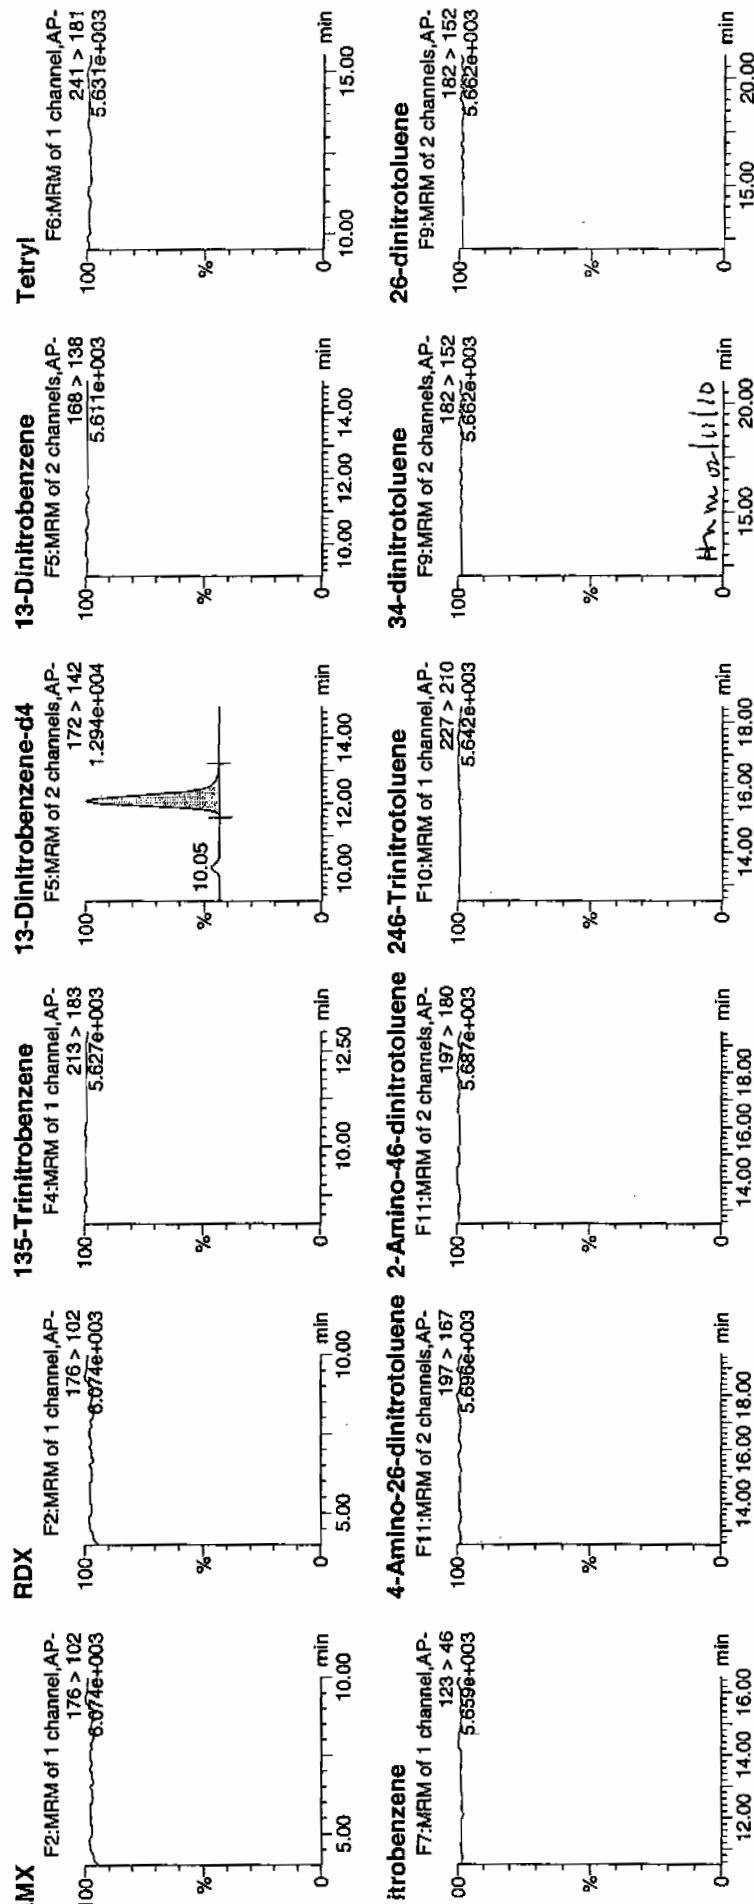 MX
F2:MRM of 1 channel,AP-
176 > 102
6.074e+003
00
%
0
5.00 10.00 min
RDX
F2:MRM of 1 channel,AP-
176 > 102
6.074e+003
100
%
0
5.00 10.00 min
135-Trinitrobenzene
F4:MRM of 1 channel,AP-
213 > 183
5.627e+003
100
%
0
10.00 12.50 min
13-Dinitrobenzene-d4
F5:MRM of 2 channels,AP-
172 > 142
1.294e+004
100
%
10.05
0
10.00 12.00 14.00 min
13-Dinitrobenzene
F5:MRM of 2 channels,AP-
168 > 138
5.611e+003
100
%
0
10.00 12.00 14.00 min
Tetryl
F6:MRM of 1 channel,AP-
241 > 181
5.631e+003
100
%
0
10.00 15.00 min
itrobenzene
F7:MRM of 1 channel,AP-
123 > 46
5.659e+003
00
%
0
12.00 14.00 16.00 min
4-Amino-26-dinitrotoluene
F11:MRM of 2 channels,AP-
197 > 167
5.696e+003
100
%
0
14.00 16.00 18.00 min
2-Amino-46-dinitrotoluene
F11:MRM of 2 channels,AP-
197 > 180
5.687e+003
100
%
0
14.00 16.00 18.00 min
246-Trinitrotoluene
F10:MRM of 1 channel,AP-
227 > 210
5.642e+003
100
%
0
14.00 16.00 18.00 min
34-dinitrotoluene
F9:MRM of 2 channels,AP-
182 > 152
5.662e+003
100
%
0
15.00 20.00 min
26-dinitrotoluene
F9:MRM of 2 channels,AP-
182 > 152
5.662e+003
100
%
0
15.00 20.00 min